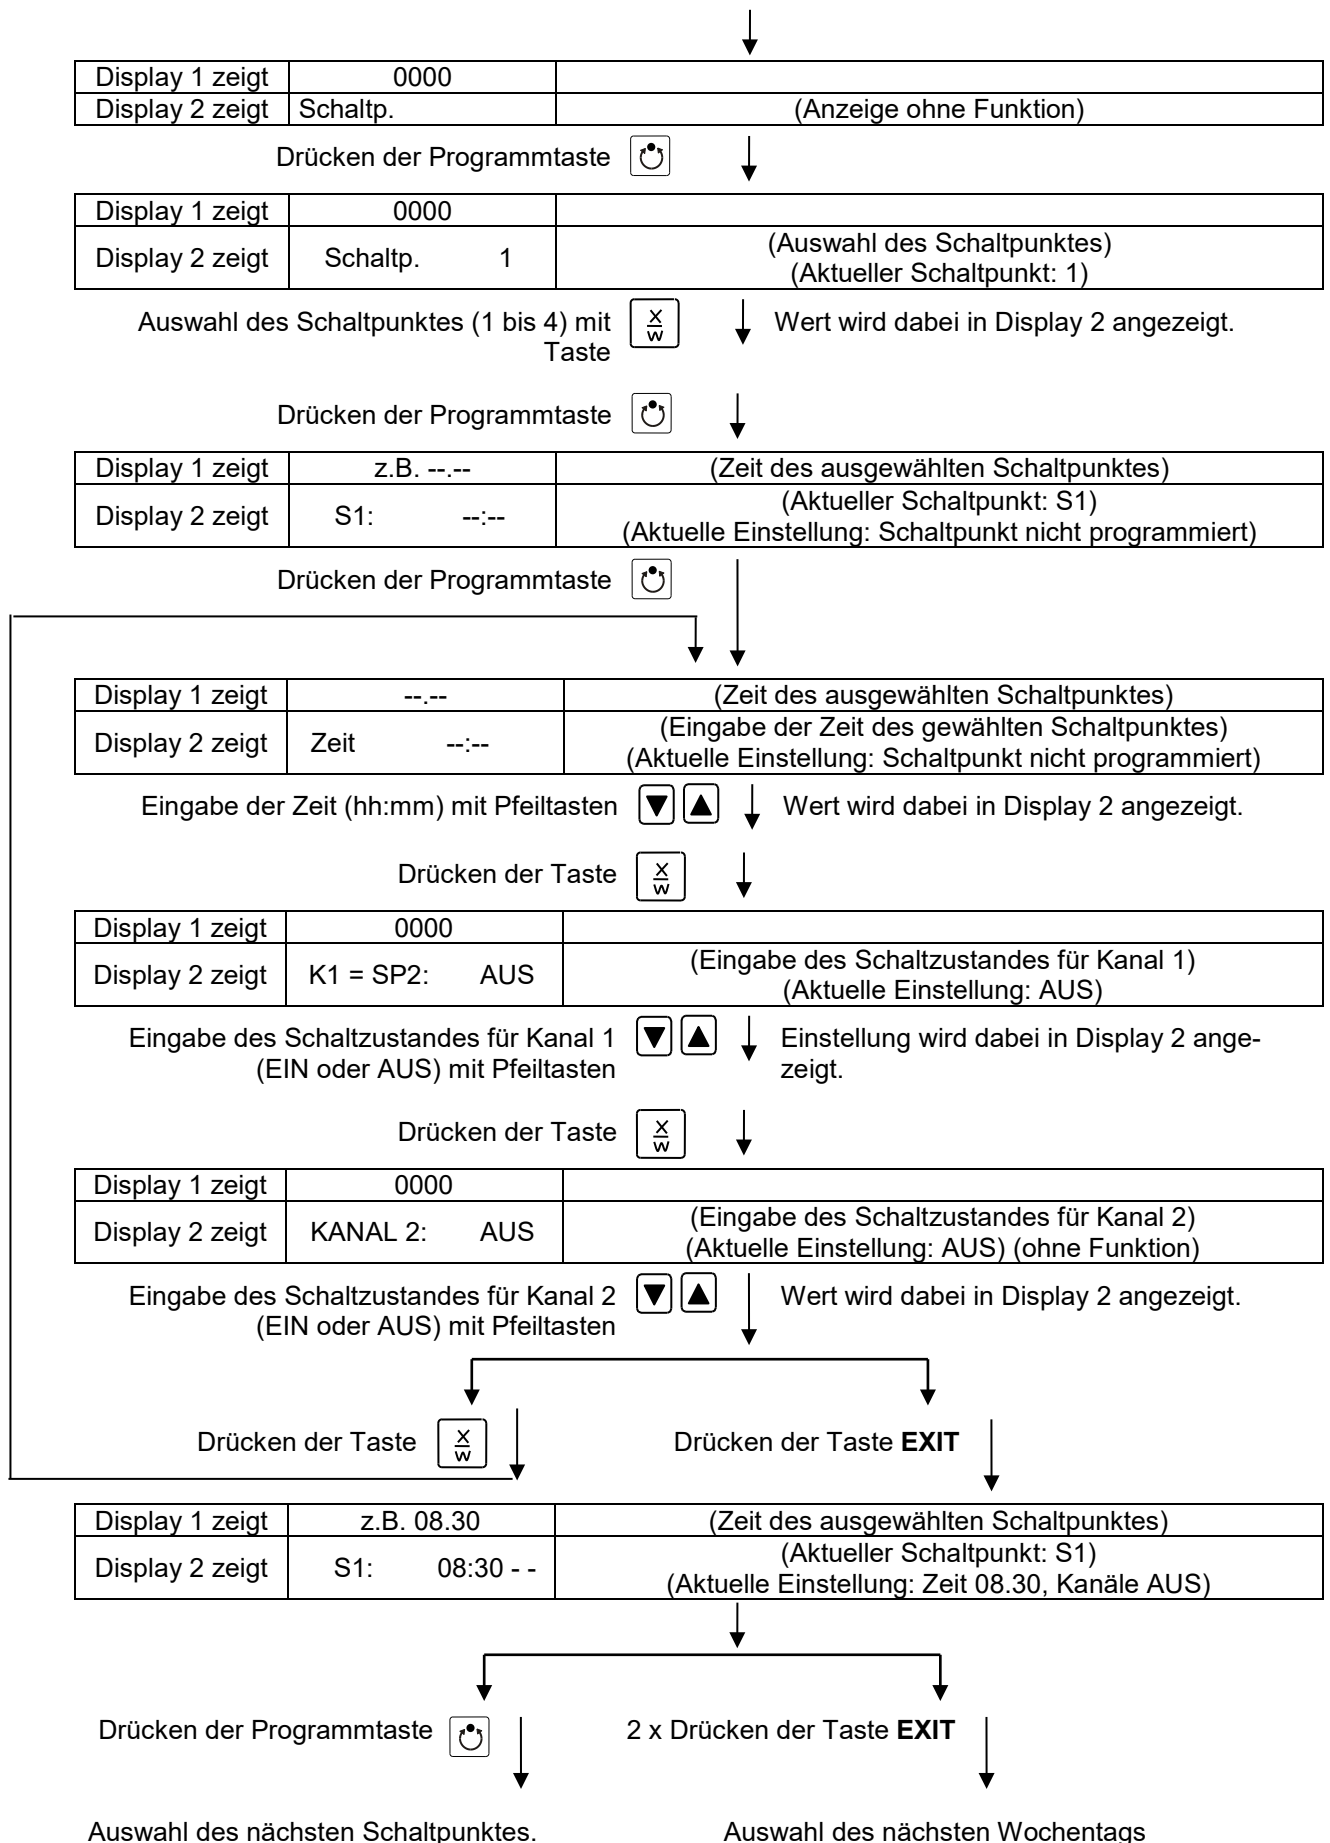 Display 1 zeigt 0000
Display 2 zeigt Schaltp. (Anzeige ohne Funktion)
Drücken der Programmtaste
Display 1 zeigt 0000
Display 2 zeigt Schaltp. 1 (Auswahl des Schaltpunktes)
(Aktueller Schaltpunkt: 1)
Auswahl des Schaltpunktes (1 bis 4) mit X/W Wert wird dabei in Display 2 angezeigt.
Taste
Drücken der Programmtaste
Display 1 zeigt z.B. --.-- (Zeit des ausgewählten Schaltpunktes)
Display 2 zeigt S1: --:-- (Aktueller Schaltpunkt: S1)
(Aktuelle Einstellung: Schaltpunkt nicht programmiert)
Drücken der Programmtaste
Display 1 zeigt --.-- (Zeit des ausgewählten Schaltpunktes)
Display 2 zeigt Zeit --:-- (Eingabe der Zeit des gewählten Schaltpunktes)
(Aktuelle Einstellung: Schaltpunkt nicht programmiert)
Eingabe der Zeit (hh:mm) mit Pfeiltasten ▼ ▲ Wert wird dabei in Display 2 angezeigt.
Drücken der Taste X/W
Display 1 zeigt 0000
Display 2 zeigt K1 = SP2: AUS (Eingabe des Schaltzustandes für Kanal 1)
(Aktuelle Einstellung: AUS)
Eingabe des Schaltzustandes für Kanal 1 ▼ ▲ Einstellung wird dabei in Display 2 ange-
(EIN oder AUS) mit Pfeiltasten zeigt.
Drücken der Taste X/W
Display 1 zeigt 0000
Display 2 zeigt KANAL 2: AUS (Eingabe des Schaltzustandes für Kanal 2)
(Aktuelle Einstellung: AUS) (ohne Funktion)
Eingabe des Schaltzustandes für Kanal 2 ▼ ▲ Wert wird dabei in Display 2 angezeigt.
(EIN oder AUS) mit Pfeiltasten
Drücken der Taste X/W Drücken der Taste EXIT
Display 1 zeigt z.B. 08.30 (Zeit des ausgewählten Schaltpunktes)
Display 2 zeigt S1: 08:30 - - (Aktueller Schaltpunkt: S1)
(Aktuelle Einstellung: Zeit 08.30, Kanäle AUS)
Drücken der Programmtaste 2 x Drücken der Taste EXIT
Auswahl des nächsten Schaltpunktes. Auswahl des nächsten Wochentags